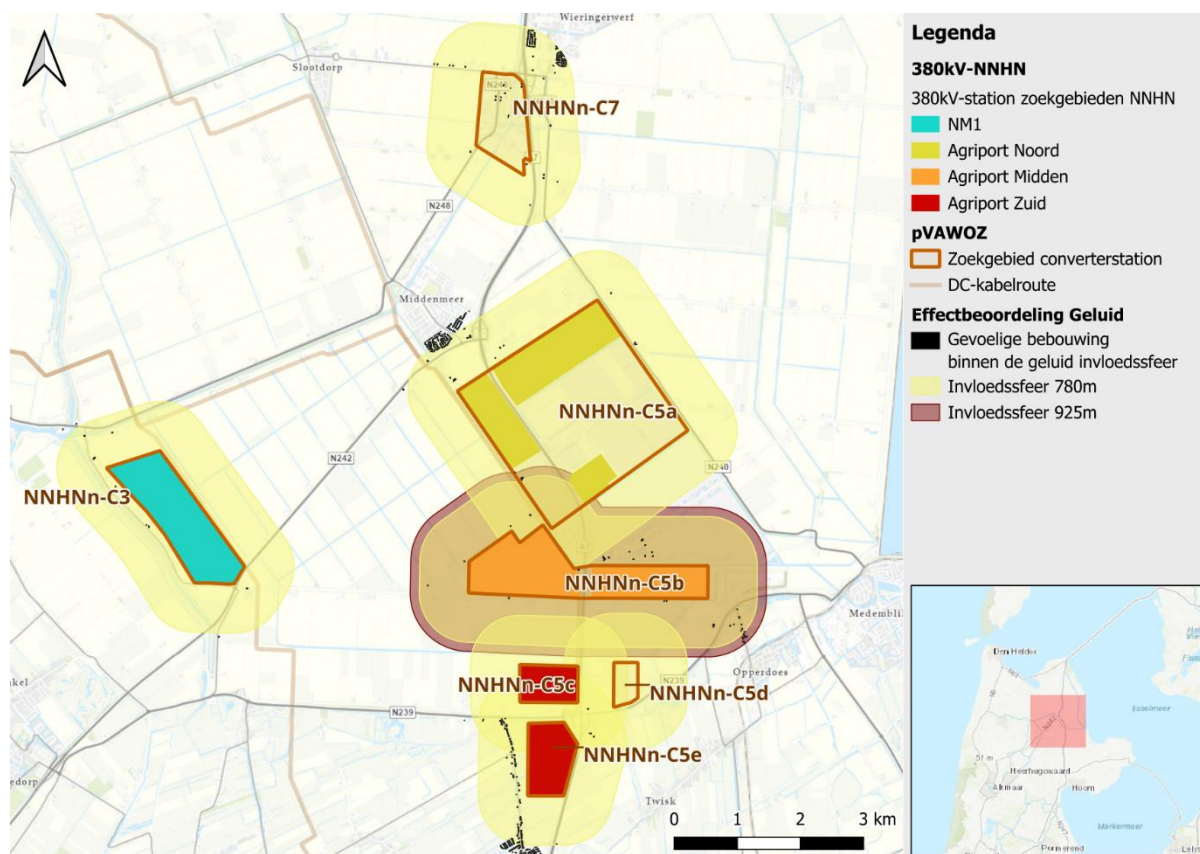 Wieringerwerf
Slootdorp
N248
NNHNn-C7
N248
Middenmeer
NNHNn-C5a
N242
N240
NNHNn-C3
NNHNn-C5b
Medemblik
Opperdoes
NNHNn-C5c
NNHNn-C5d
N239
N239
NNHNn-C5e
Twisk
0 1 2 3 km
Legenda
380kV-NNHN
380kV-station zoekgebieden NNHN
NM1
Agriport Noord
Agriport Midden
Agriport Zuid
pVAWOZ
Zoekgebied converterstation
DC-kabelroute
Effectbeoordeling Geluid
Gevoelige bebouwing
binnen de geluid invloedssfeer
Invloedssfeer 780m
Invloedssfeer 925m
Den Helder
IJsselmeer
Heerhugowaard
Alkmaar
Hoorn
Markermeer
Purmerend